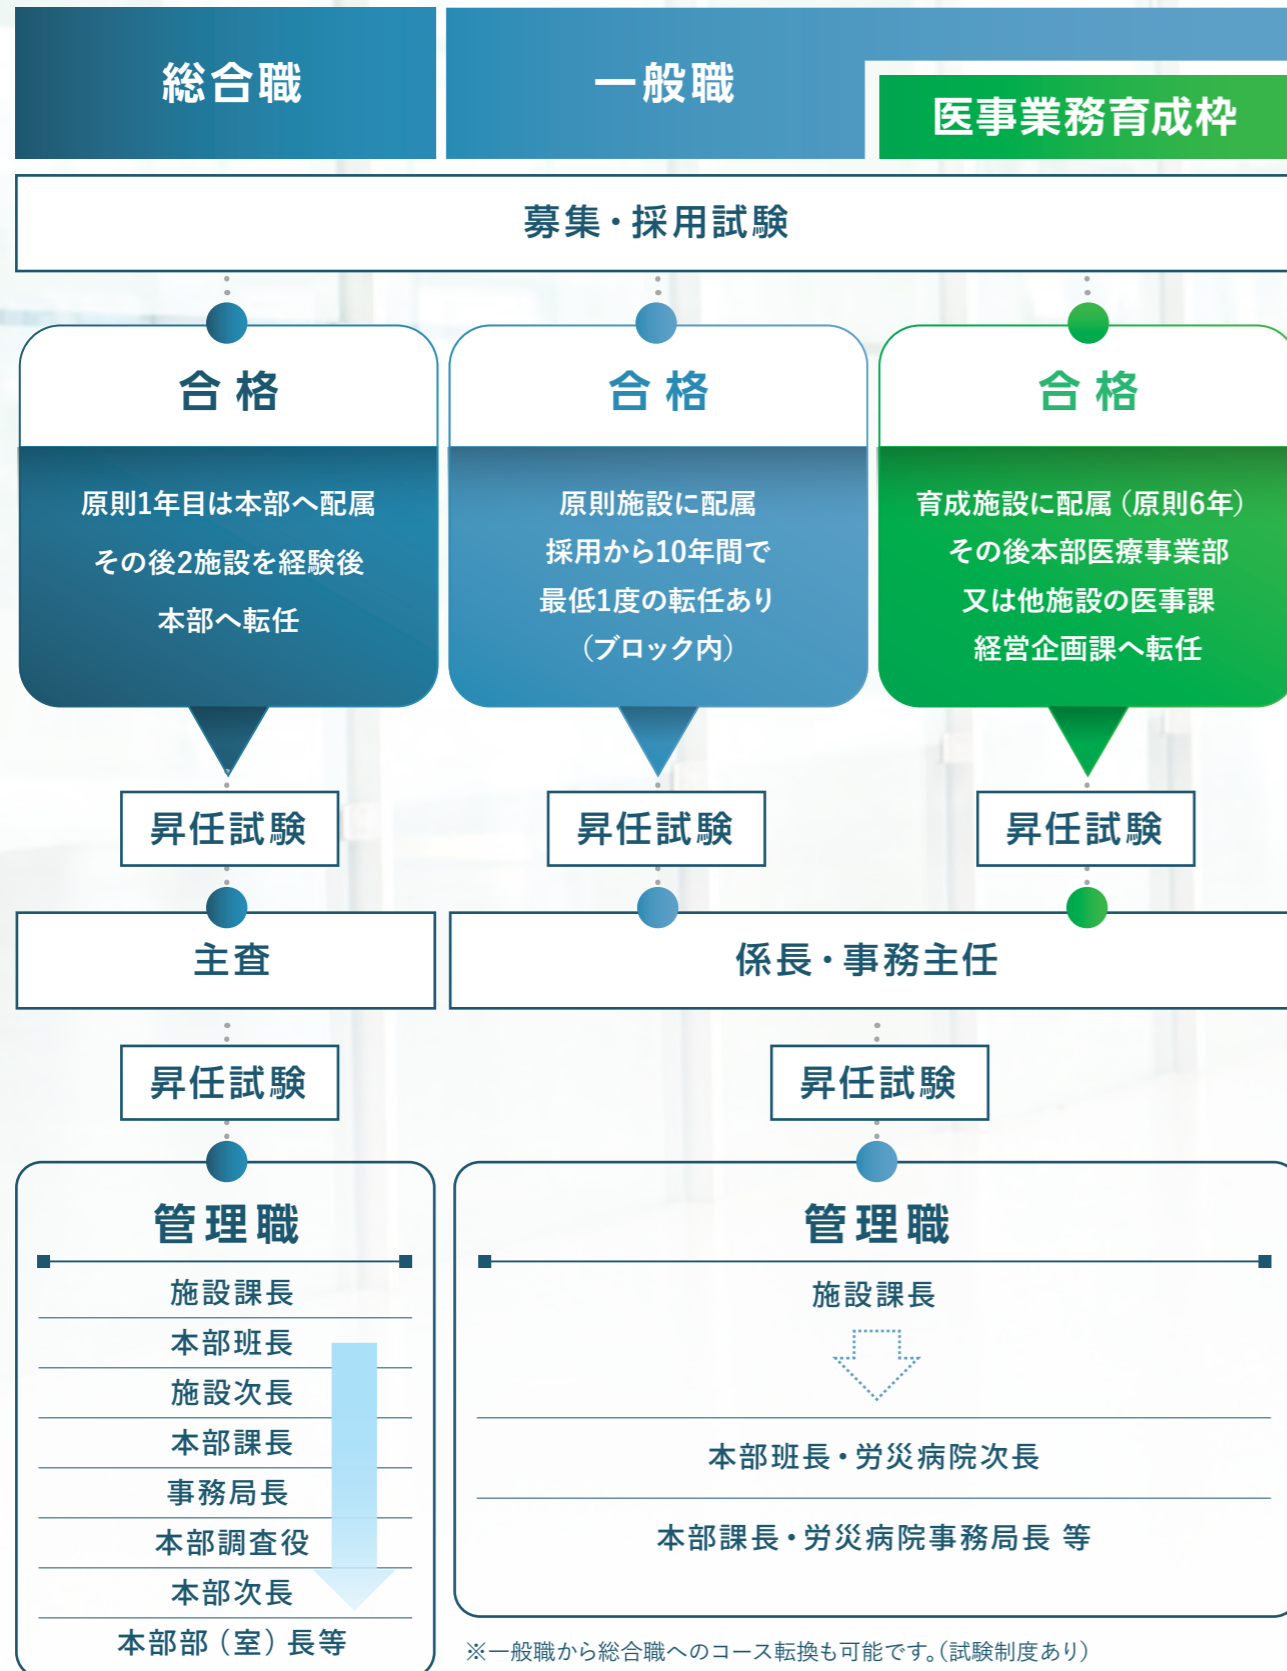 総合職
一般職
医事業務育成枠
募集・採用試験
合格
原則1年目は本部へ配属
その後2施設を経験後
本部へ転任
合格
原則施設に配属
採用から10年間で
最低1度の転任あり
（ブロック内）
合格
育成施設に配属（原則6年）
その後本部医療事業部
又は他施設の医事課
経営企画課へ転任
昇任試験
昇任試験
昇任試験
主査
係長・事務主任
昇任試験
昇任試験
管理職
施設課長
本部班長
施設次長
本部課長
事務局長
本部調査役
本部次長
本部部（室）長等
管理職
施設課長
本部班長・労災病院次長
本部課長・労災病院事務局長 等
※一般職から総合職へのコース転換も可能です。（試験制度あり）